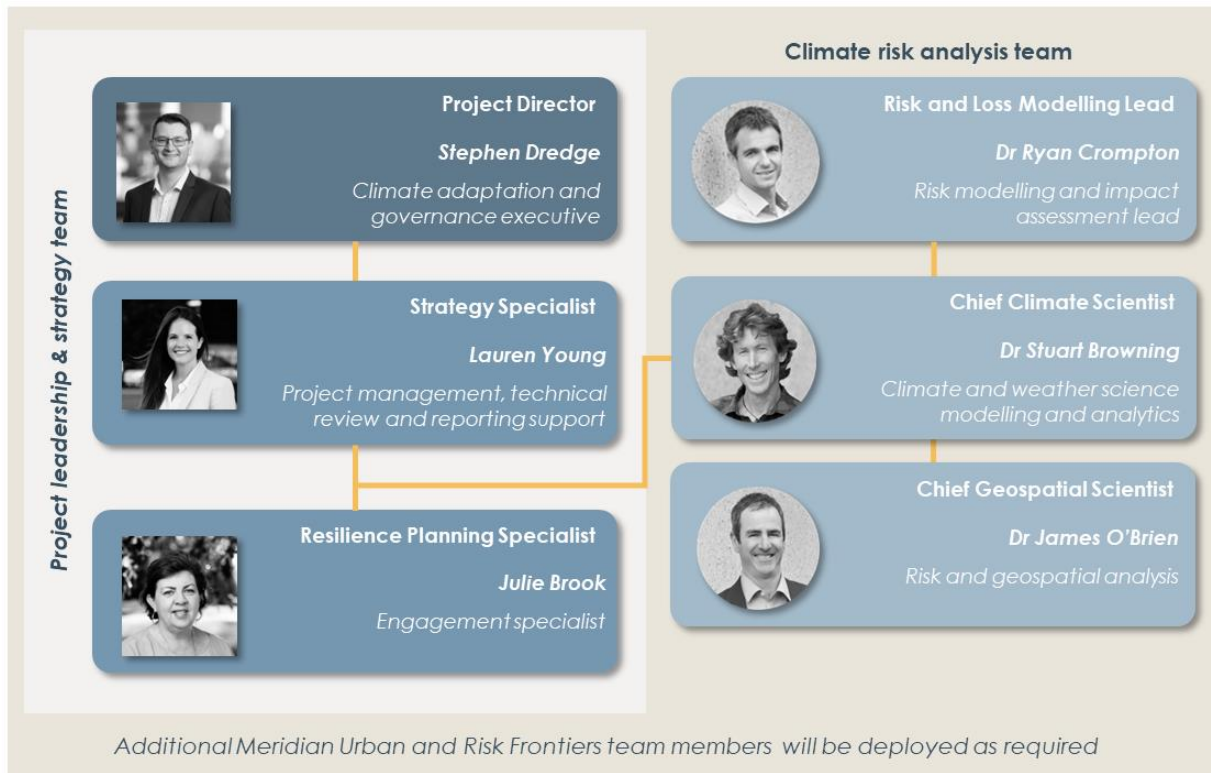 Project leadership & strategy team
Project Director
Stephen Dredge
Climate adaptation and
governance executive
Strategy Specialist
Lauren Young
Project management, technical
review and reporting support
Resilience Planning Specialist
Julie Brook
Engagement specialist
Climate risk analysis team
Risk and Loss Modelling Lead
Dr Ryan Crompton
Risk modelling and impact
assessment lead
Chief Climate Scientist
Dr Stuart Browning
Climate and weather science
modelling and analytics
Chief Geospatial Scientist
Dr James O’Brien
Risk and geospatial analysis
Additional Meridian Urban and Risk Frontiers team members will be deployed as required